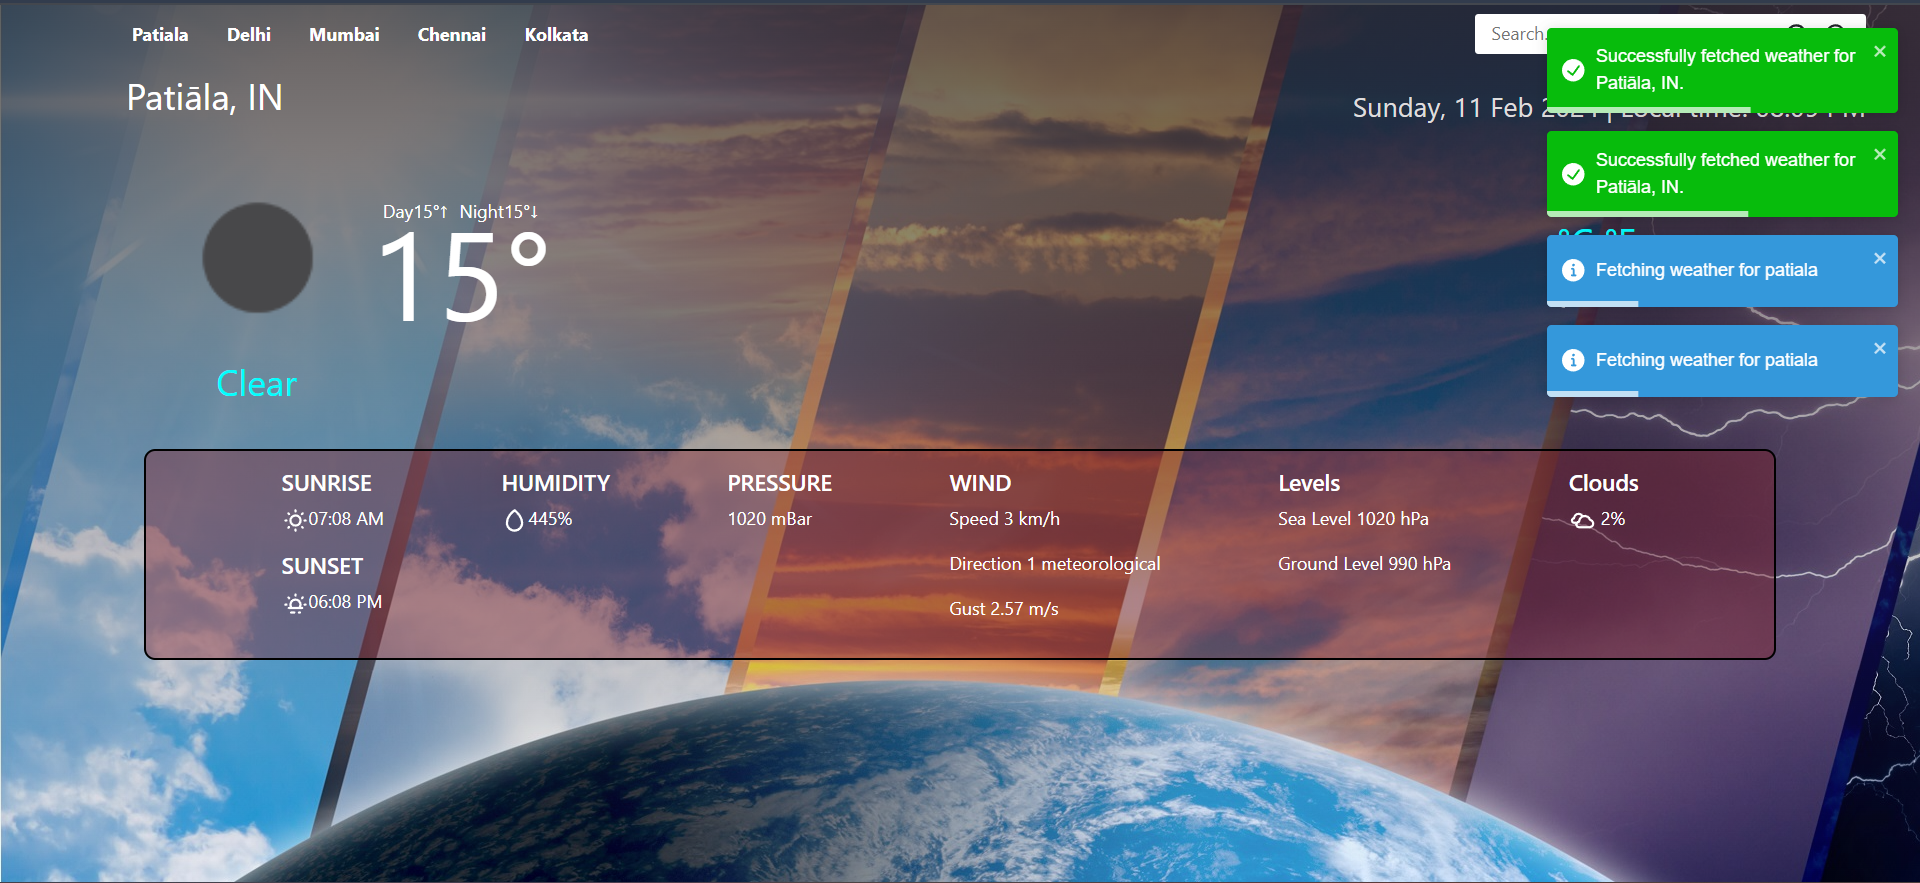 Patiala Delhi Mumbai Chennai Kolkata
Search.
Successfully fetched weather for
Patiāla, IN.
Patiāla, IN
Sunday, 11 Feb
Successfully fetched weather for
Patiāla, IN.
Day15°↑ Night15°↓
15°
Fetching weather for patiala
Fetching weather for patiala
Clear
SUNRISE
07:08 AM
SUNSET
06:08 PM
HUMIDITY
445%
PRESSURE
1020 mBar
WIND
Speed 3 km/h
Direction 1 meteorological
Gust 2.57 m/s
Levels
Sea Level 1020 hPa
Ground Level 990 hPa
Clouds
2%